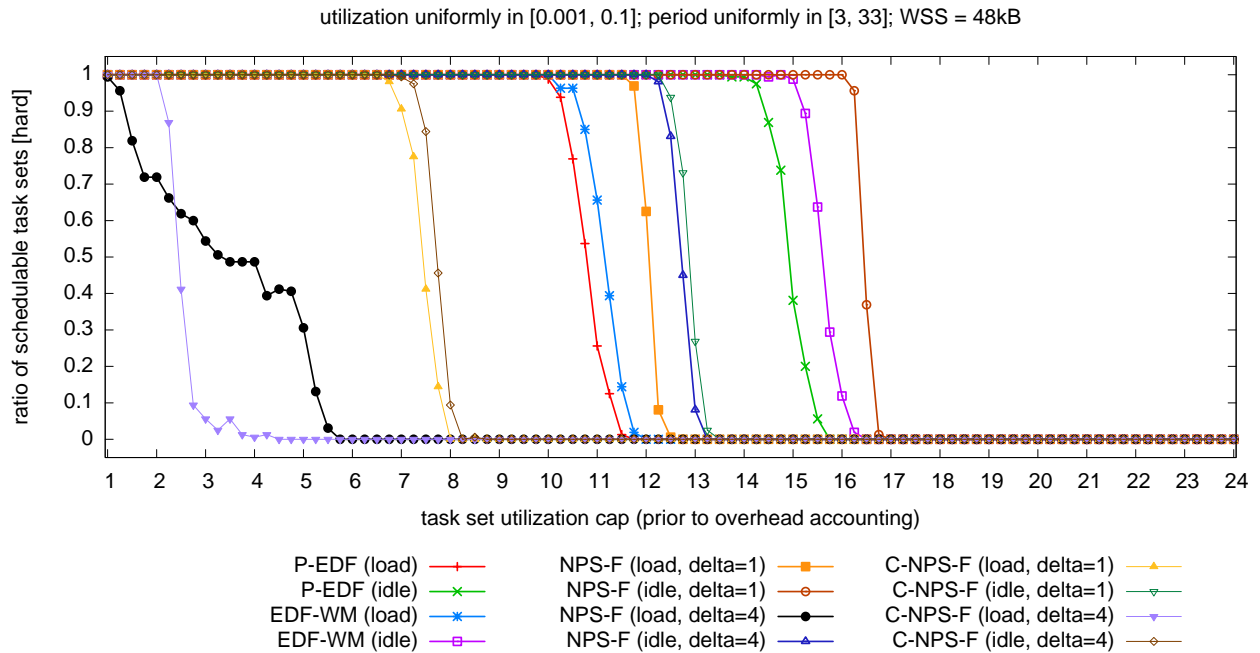 utilization uniformly in [0.001, 0.1]; period uniformly in [3, 33]; WSS = 48kB
ratio of schedulable task sets [hard]
1
0.9
0.8
0.7
0.6
0.5
0.4
0.3
0.2
0.1
0
1 2 3 4 5 6 7 8 9 10 11 12 13 14 15 16 17 18 19 20 21 22 23 24
task set utilization cap (prior to overhead accounting)
P-EDF (load) NPS-F (load, delta=1) C-NPS-F (load, delta=1)
P-EDF (idle) NPS-F (idle, delta=1) C-NPS-F (idle, delta=1)
EDF-WM (load) NPS-F (load, delta=4) C-NPS-F (load, delta=4)
EDF-WM (idle) NPS-F (idle, delta=4) C-NPS-F (idle, delta=4)